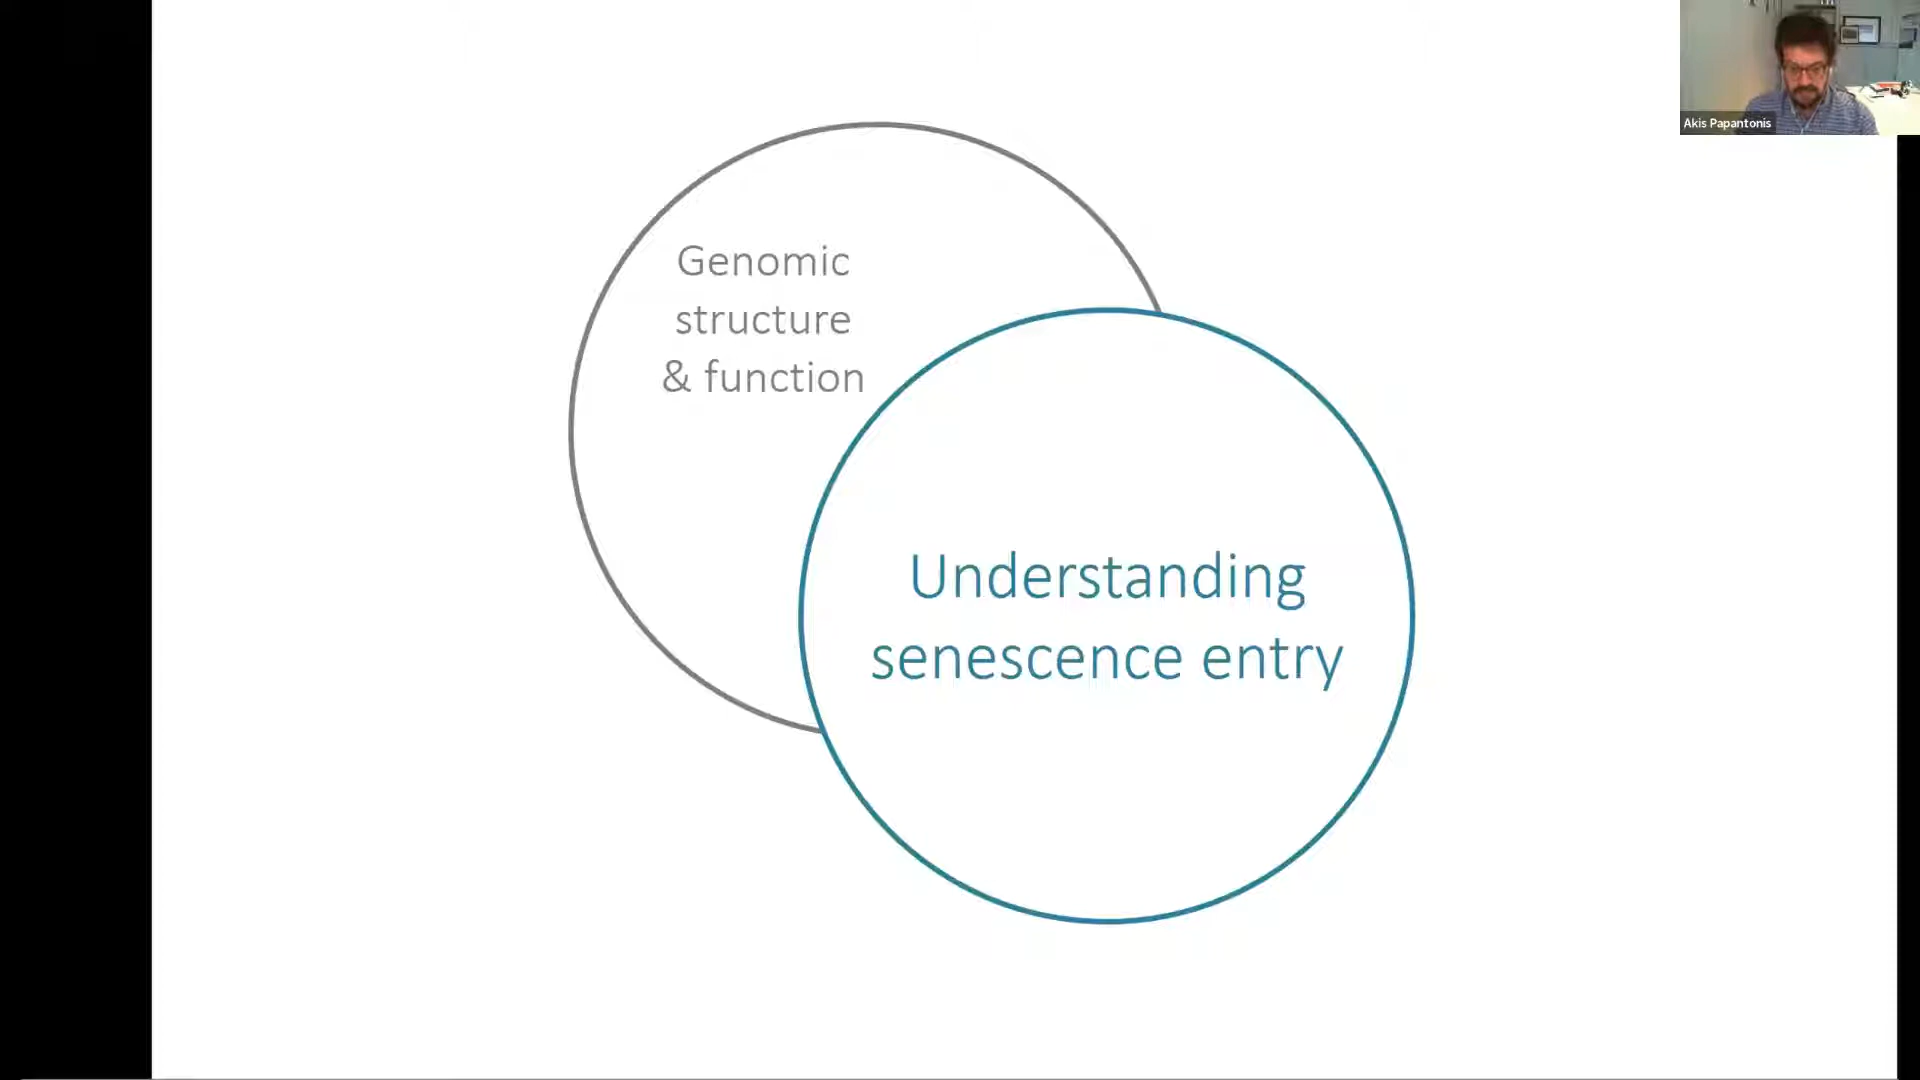 Genomic
structure
& function
Understanding
senescence entry
Akis Papantonis